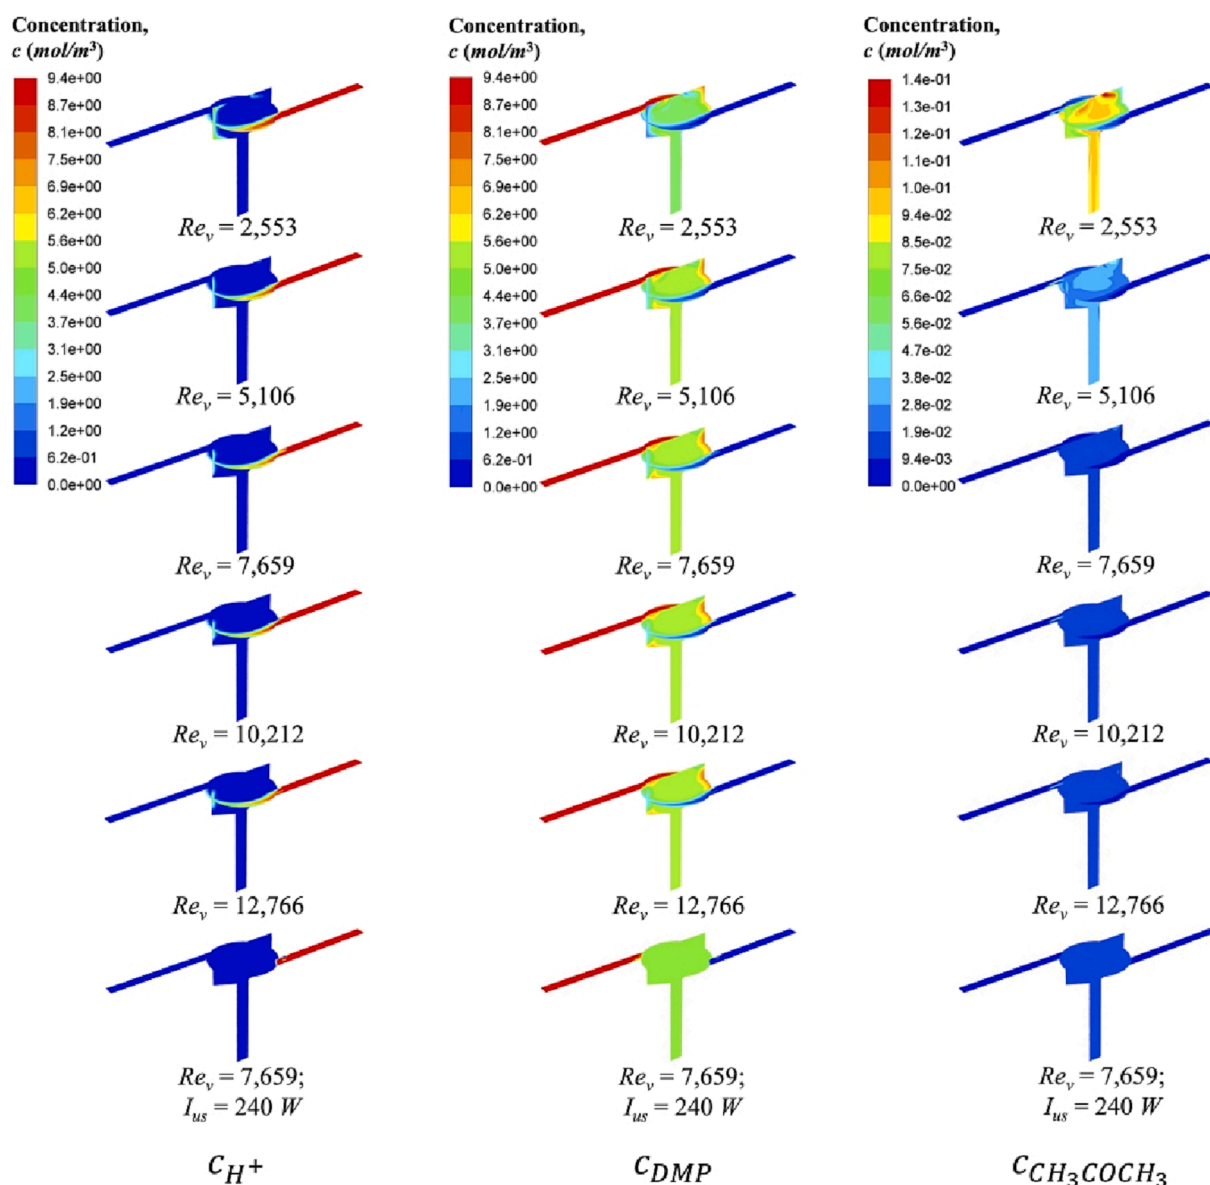 Concentration,
c (mol/m³)
9.4e+00
8.7e+00
8.1e+00
7.5e+00
6.9e+00
6.2e+00
5.6e+00
5.0e+00
4.4e+00
3.7e+00
3.1e+00
2.5e+00
1.9e+00
1.2e+00
6.2e-01
0.0e+00
Re_v = 2,553
Re_v = 5,106
Re_v = 7,659
Re_v = 10,212
Re_v = 12,766
Re_v = 7,659;
I_us = 240 W
C_H+
Concentration,
c (mol/m³)
9.4e+00
8.7e+00
8.1e+00
7.5e+00
6.9e+00
6.2e+00
5.6e+00
5.0e+00
4.4e+00
3.7e+00
3.1e+00
2.5e+00
1.9e+00
1.2e+00
6.2e-01
0.0e+00
Re_v = 2,553
Re_v = 5,106
Re_v = 7,659
Re_v = 10,212
Re_v = 12,766
Re_v = 7,659;
I_us = 240 W
C_DMP
Concentration,
c (mol/m³)
1.4e-01
1.3e-01
1.2e-01
1.1e-01
1.0e-01
9.4e-02
8.5e-02
7.5e-02
6.6e-02
5.6e-02
4.7e-02
3.8e-02
2.8e-02
1.9e-02
9.4e-03
0.0e+00
Re_v = 2,553
Re_v = 5,106
Re_v = 7,659
Re_v = 10,212
Re_v = 12,766
Re_v = 7,659;
I_us = 240 W
C_CH₃COCH₃